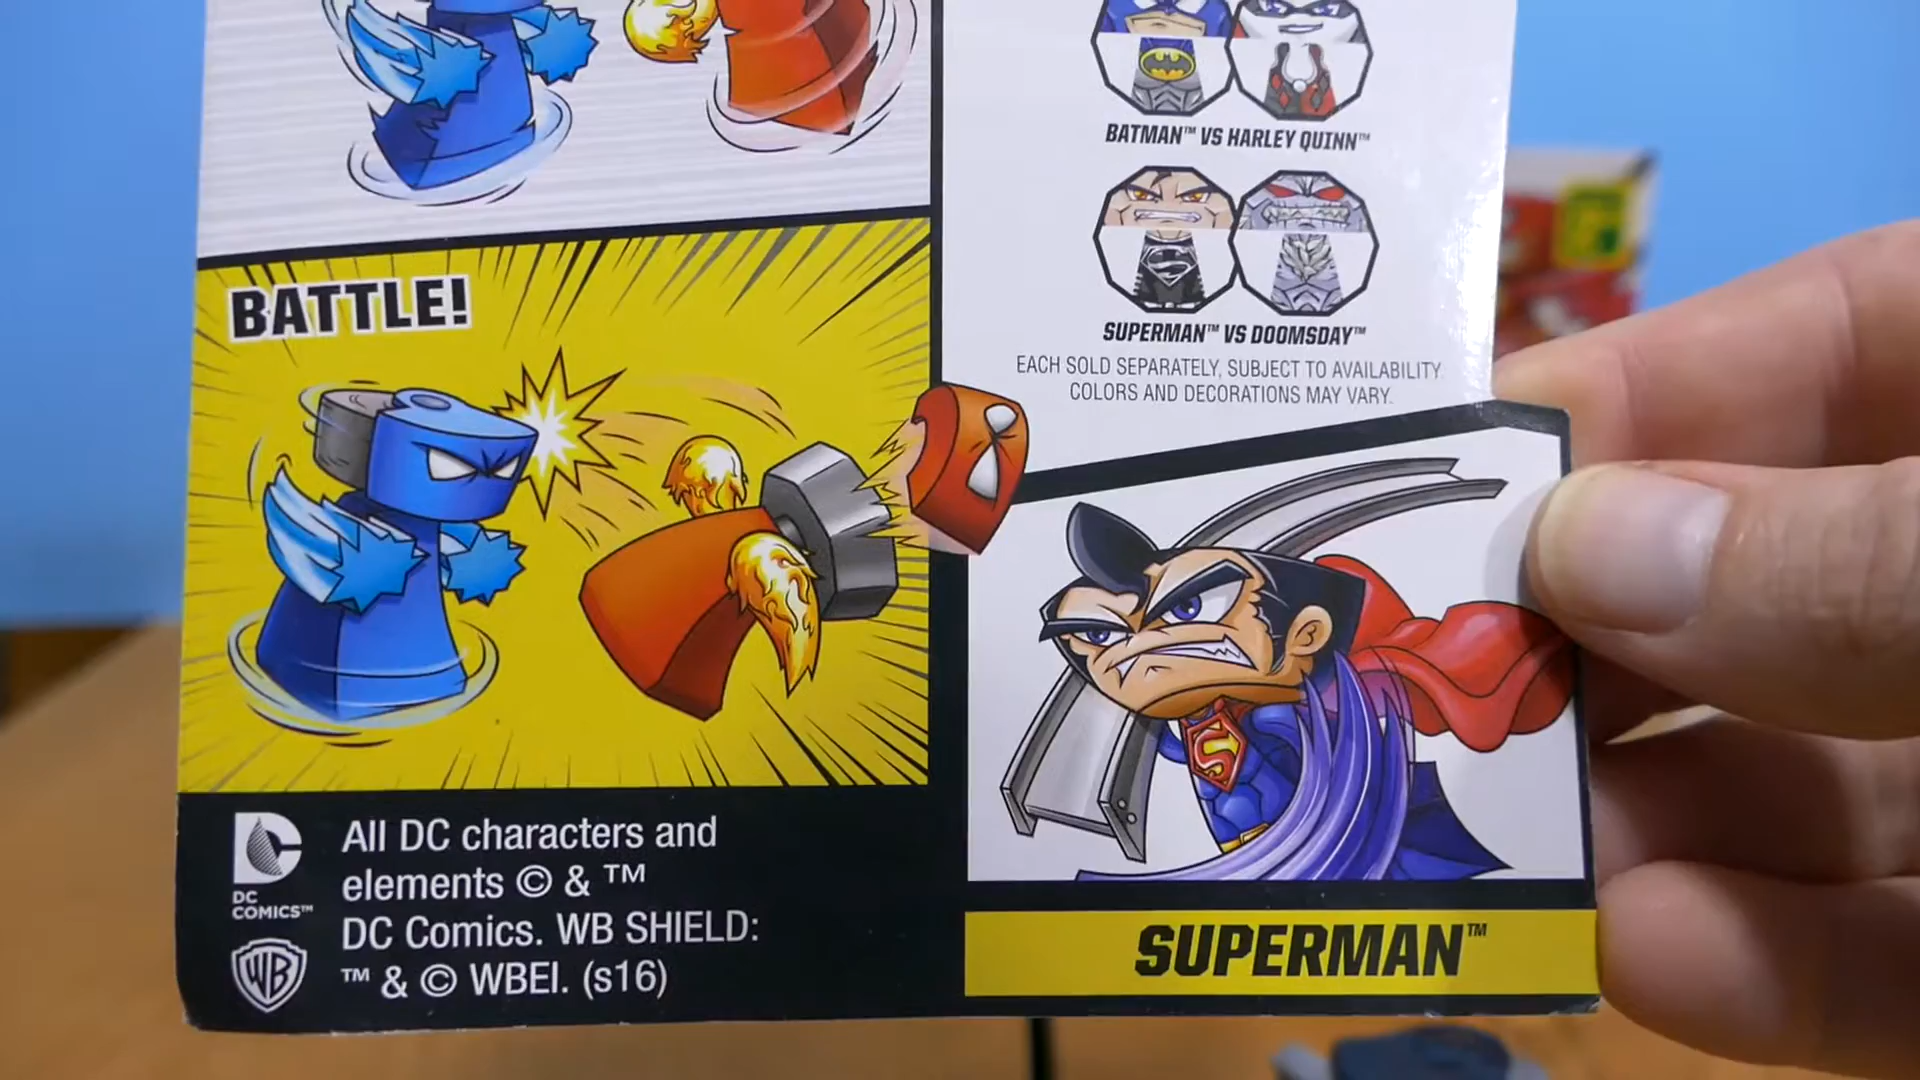 BATMAN™ VS HARLEY QUINN™
SUPERMAN™ VS DOOMSDAY™
EACH SOLD SEPARATELY, SUBJECT TO AVAILABILITY.
COLORS AND DECORATIONS MAY VARY.
BATTLE!
S
DC
COMICS™
WB
All DC characters and
elements © & ™
DC Comics. WB SHIELD:
™ & © WBEI. (s16)
SUPERMAN™